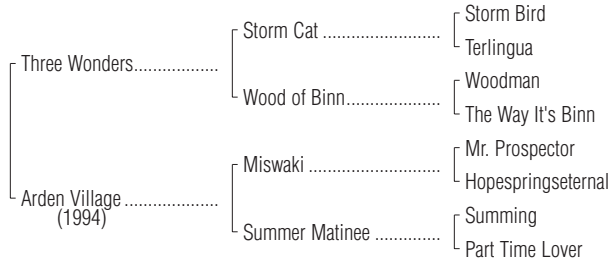 Storm Bird
Storm Cat ..........................
Terlingua
Three Wonders..................
Woodman
Wood of Binn.....................
The Way It's Binn
Mr. Prospector
Miswaki .............................
Hopespringseternal
Arden Village ....................
(1994)
Summing
Summer Matinee ...............
Part Time Lover